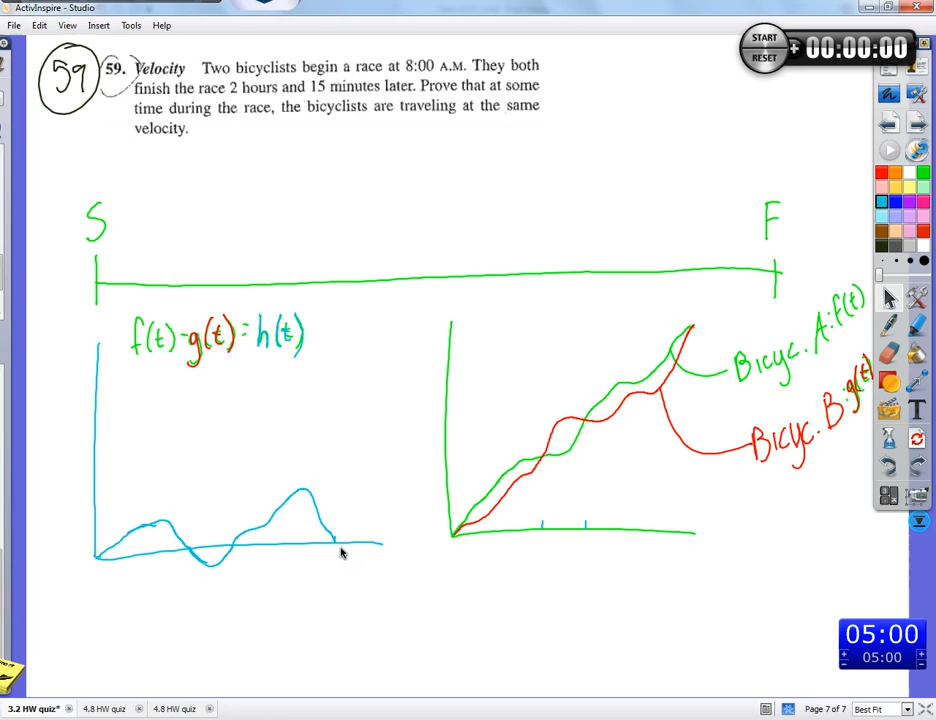 ActivInspire - Studio
File Edit View Insert Tools Help
START
RESET
00:00:00
59
59. Velocity Two bicyclists begin a race at 8:00 A.M. They both
finish the race 2 hours and 15 minutes later. Prove that at some
time during the race, the bicyclists are traveling at the same
velocity.
S
F
f(t)-g(t)=h(t)
Bicyc. A: f(t)
Bicyc. B: g(t)
05:00
05:00
3.2 HW quiz* 4.8 HW quiz 4.8 HW quiz
Page 7 of 7 Best Fit